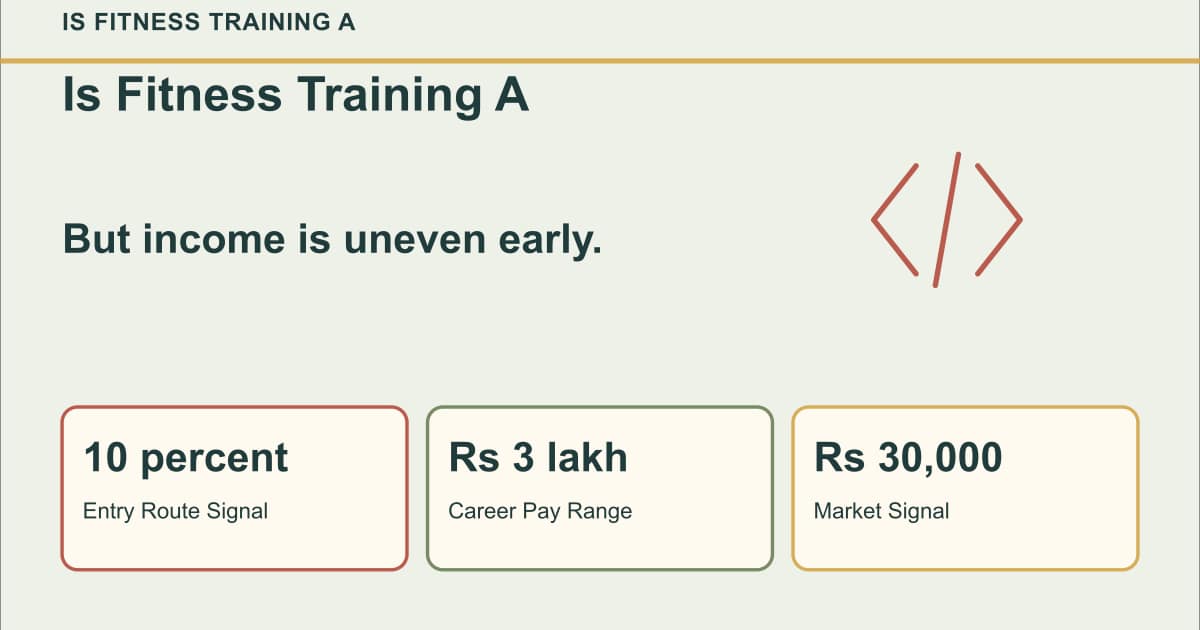 IS FITNESS TRAINING A
Is Fitness Training A
But income is uneven early.
10 percent
Entry Route Signal
Rs 3 lakh
Career Pay Range
Rs 30,000
Market Signal